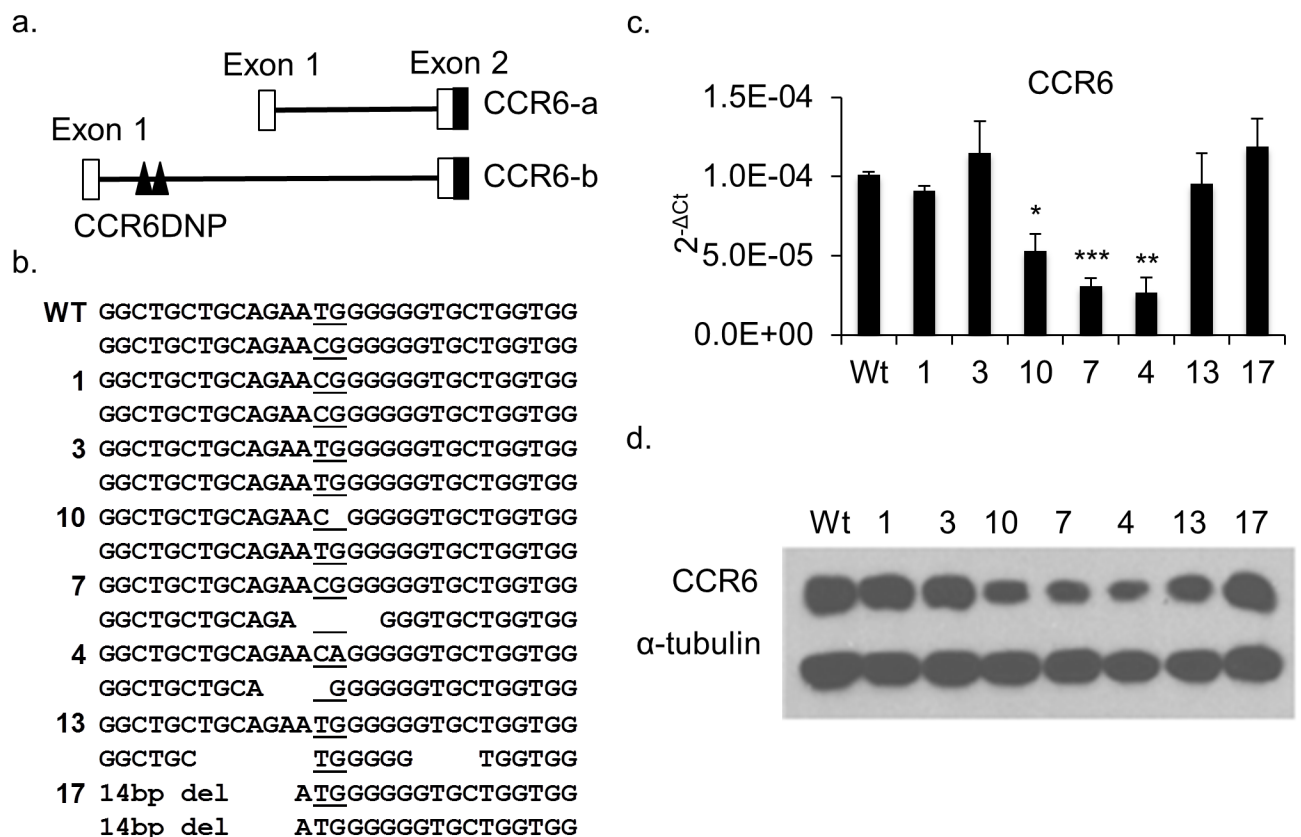 a.
Exon 1 Exon 2
CCR6-a
Exon 1
CCR6-b
CCR6DNP
b.
WT GGCTGCTGCAGAATGGGGGGTGCTGGTGG
GGCTGCTGCAGAACGGGGGGTGCTGGTGG
1 GGCTGCTGCAGAACGGGGGGTGCTGGTGG
GGCTGCTGCAGAACGGGGGGTGCTGGTGG
3 GGCTGCTGCAGAATGGGGGGTGCTGGTGG
GGCTGCTGCAGAATGGGGGGTGCTGGTGG
10 GGCTGCTGCAGAAC GGGGGTGCTGGTGG
GGCTGCTGCAGAATGGGGGGTGCTGGTGG
7 GGCTGCTGCAGAACGGGGGGTGCTGGTGG
GGCTGCTGCAGA GGGTGCTGGTGG
4 GGCTGCTGCAGAACAGGGGGTGCTGGTGG
GGCTGCTGCA GGGGGGTGCTGGTGG
13 GGCTGCTGCAGAATGGGGGGTGCTGGTGG
GGCTGC TGGGGG TGGTGG
17 14bp del ATGGGGGGTGCTGGTGG
14bp del ATGGGGGGTGCTGGTGG
c.
CCR6
2-ΔCt
1.5E-04
1.0E-04
5.0E-05
0.0E+00
* *** **
Wt 1 3 10 7 4 13 17
d.
Wt 1 3 10 7 4 13 17
CCR6
α-tubulin